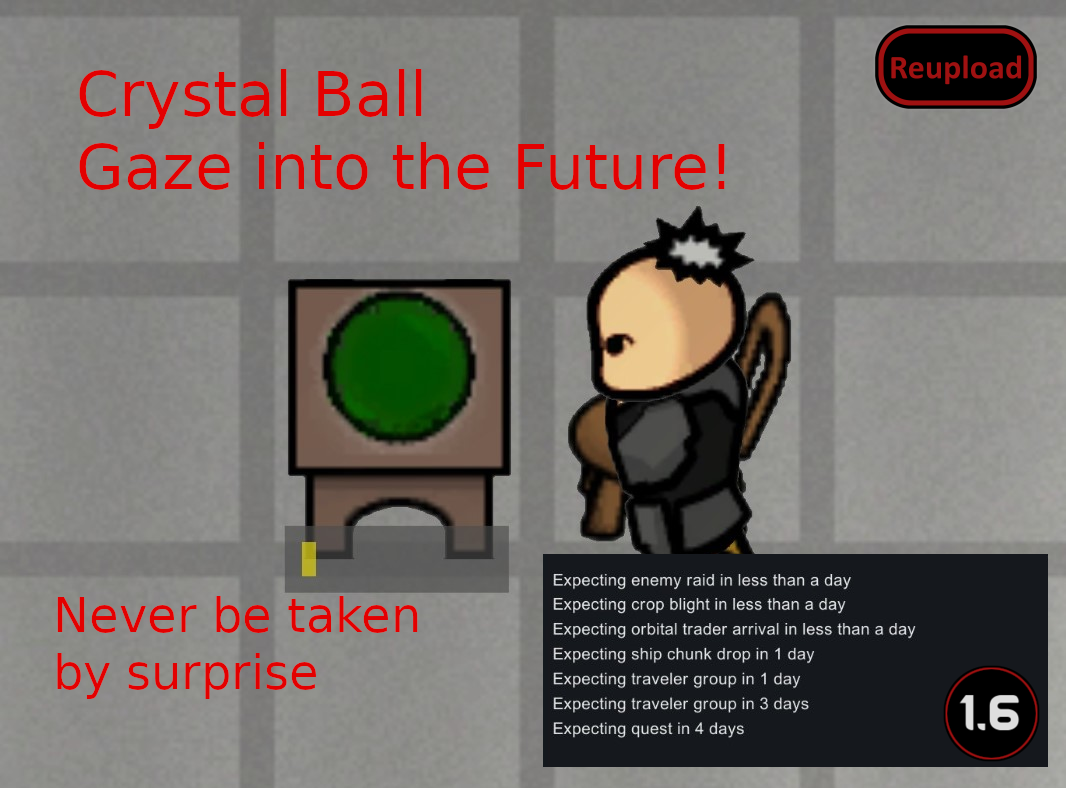 Reupload
Crystal Ball
Gaze into the Future!
Never be taken
by surprise
Expecting enemy raid in less than a day
Expecting crop blight in less than a day
Expecting orbital trader arrival in less than a day
Expecting ship chunk drop in 1 day
Expecting traveler group in 1 day
Expecting traveler group in 3 days
Expecting quest in 4 days
1.6